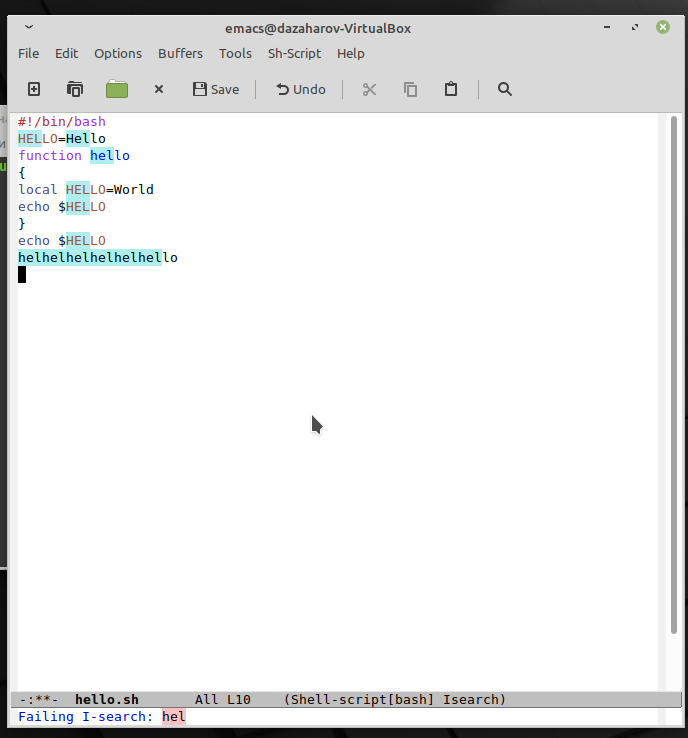 emacs@dazaharov-VirtualBox
File Edit Options Buffers Tools Sh-Script Help
Save Undo
#!/bin/bash
HELLO=Hello
function hello
{
local HELLO=World
echo $HELLO
}
echo $HELLO
helhelhelhelhelhello
-:**- hello.sh All L10 (Shell-script[bash] Isearch)
Failing I-search: hel